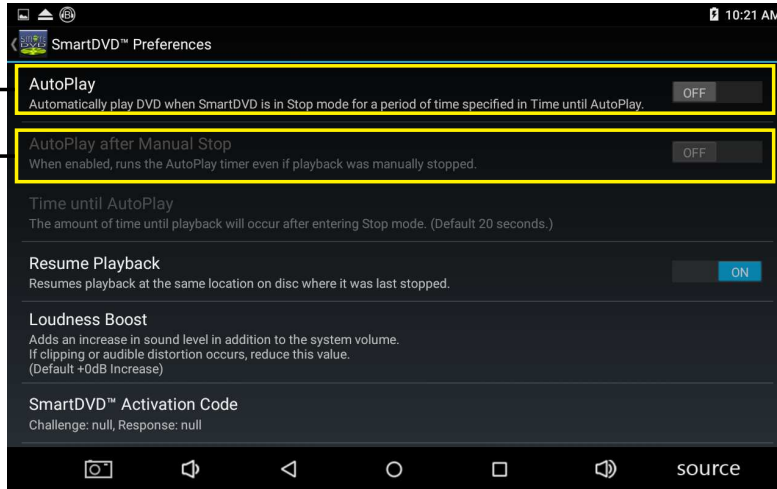 10:21 AM
SmartDVD™ Preferences
AutoPlay
OFF
Automatically play DVD when SmartDVD is in Stop mode for a period of time specified in Time until AutoPlay.
AutoPlay after Manual Stop
OFF
When enabled, runs the AutoPlay timer even if playback was manually stopped.
Time until AutoPlay
The amount of time until playback will occur after entering Stop mode. (Default 20 seconds.)
Resume Playback
ON
Resumes playback at the same location on disc where it was last stopped.
Loudness Boost
Adds an increase in sound level in addition to the system volume.
If clipping or audible distortion occurs, reduce this value.
(Default +0dB Increase)
SmartDVD™ Activation Code
Challenge: null, Response: null
source